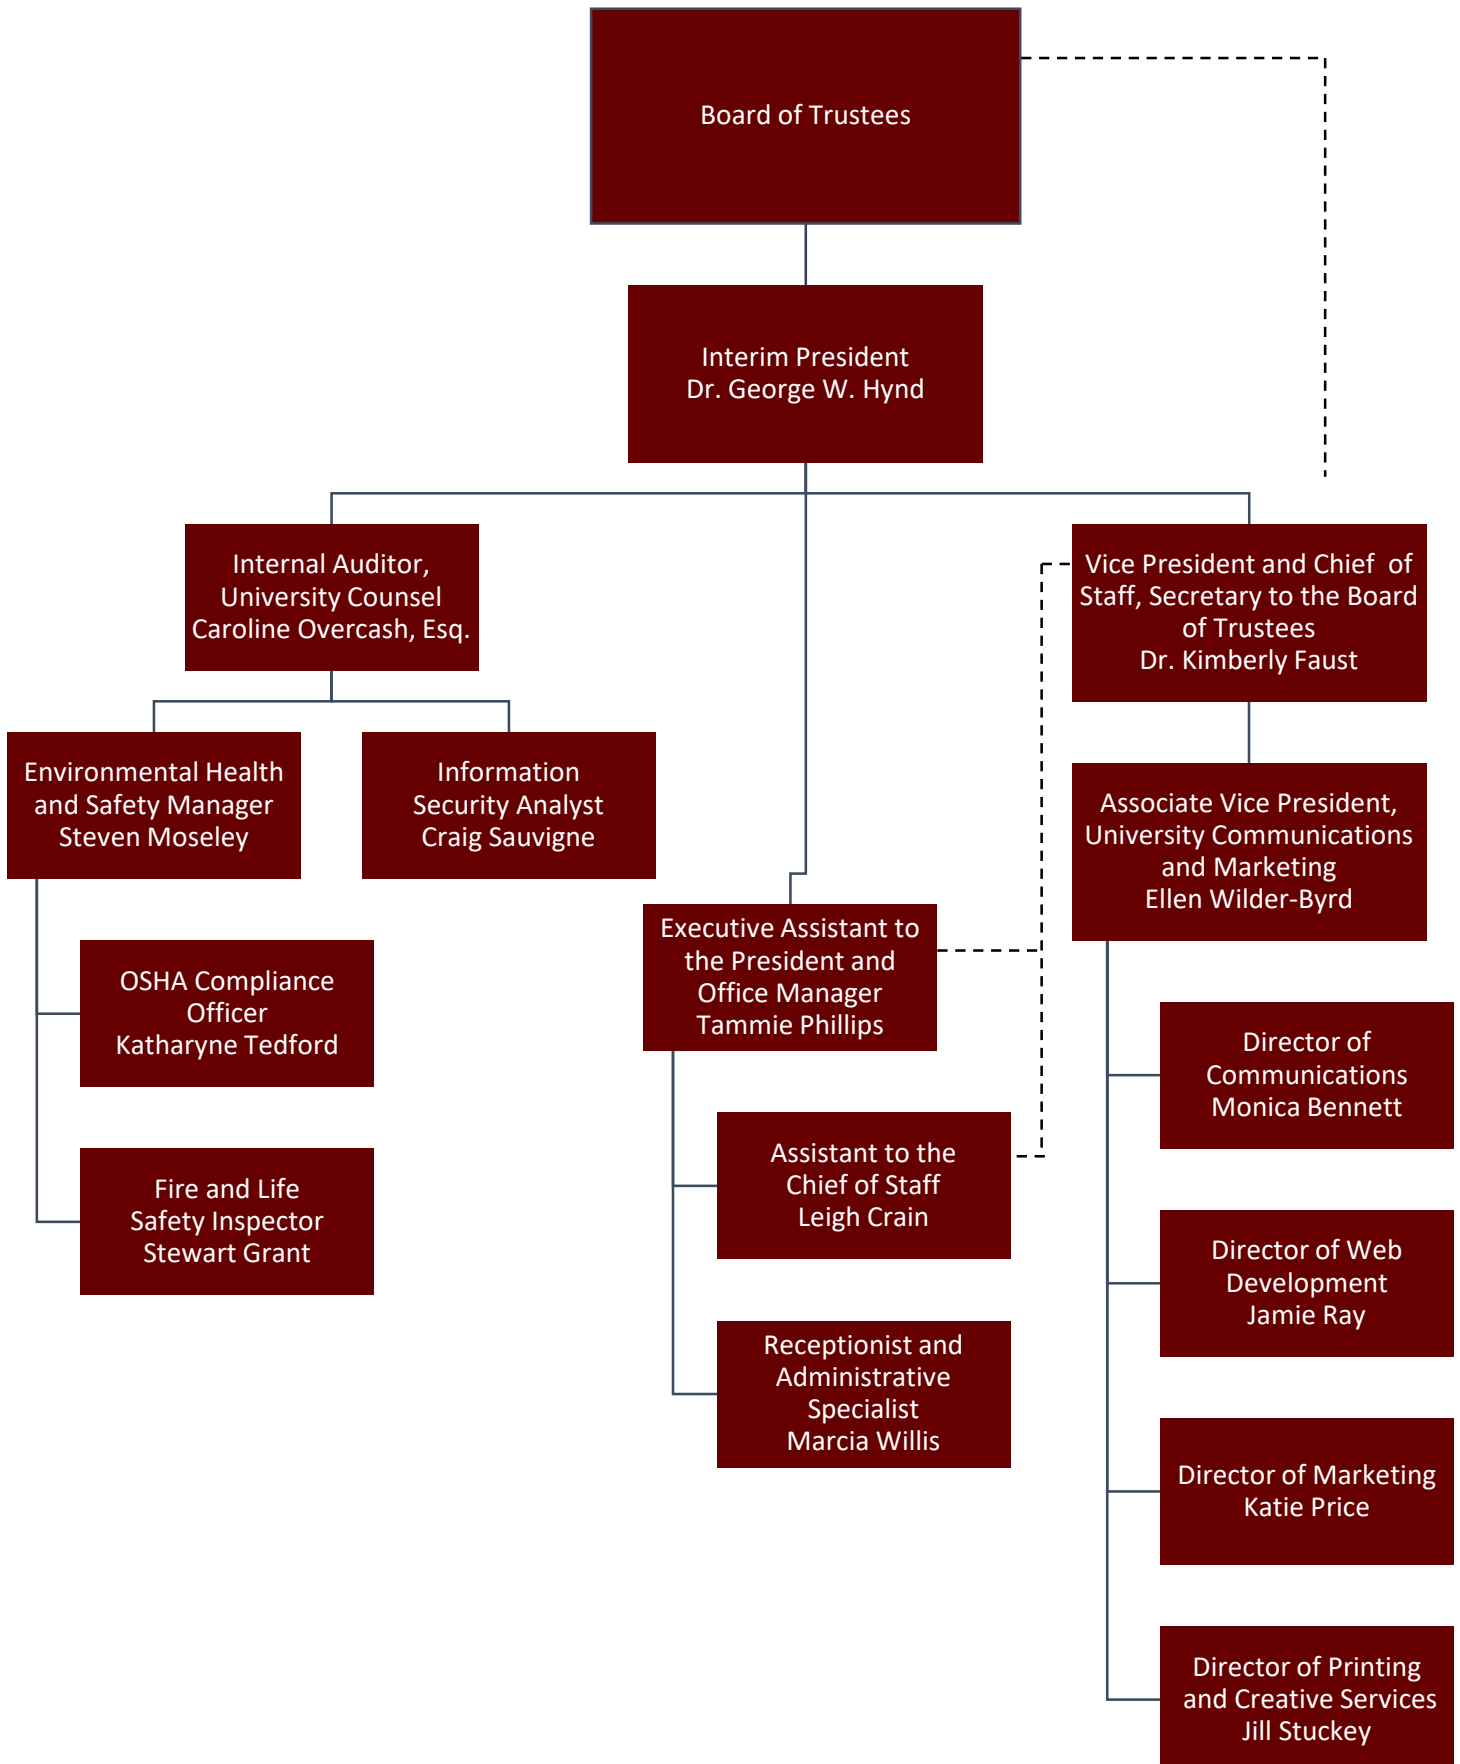 Board of Trustees
Interim President
Dr. George W. Hynd
Internal Auditor,
University Counsel
Caroline Overcash, Esq.
Vice President and Chief of
Staff, Secretary to the Board
of Trustees
Dr. Kimberly Faust
Environmental Health
and Safety Manager
Steven Moseley
Information
Security Analyst
Craig Sauvigne
Associate Vice President,
University Communications
and Marketing
Ellen Wilder-Byrd
Executive Assistant to
the President and
Office Manager
Tammie Phillips
OSHA Compliance
Officer
Katharyne Tedford
Director of
Communications
Monica Bennett
Assistant to the
Chief of Staff
Leigh Crain
Fire and Life
Safety Inspector
Stewart Grant
Director of Web
Development
Jamie Ray
Receptionist and
Administrative
Specialist
Marcia Willis
Director of Marketing
Katie Price
Director of Printing
and Creative Services
Jill Stuckey